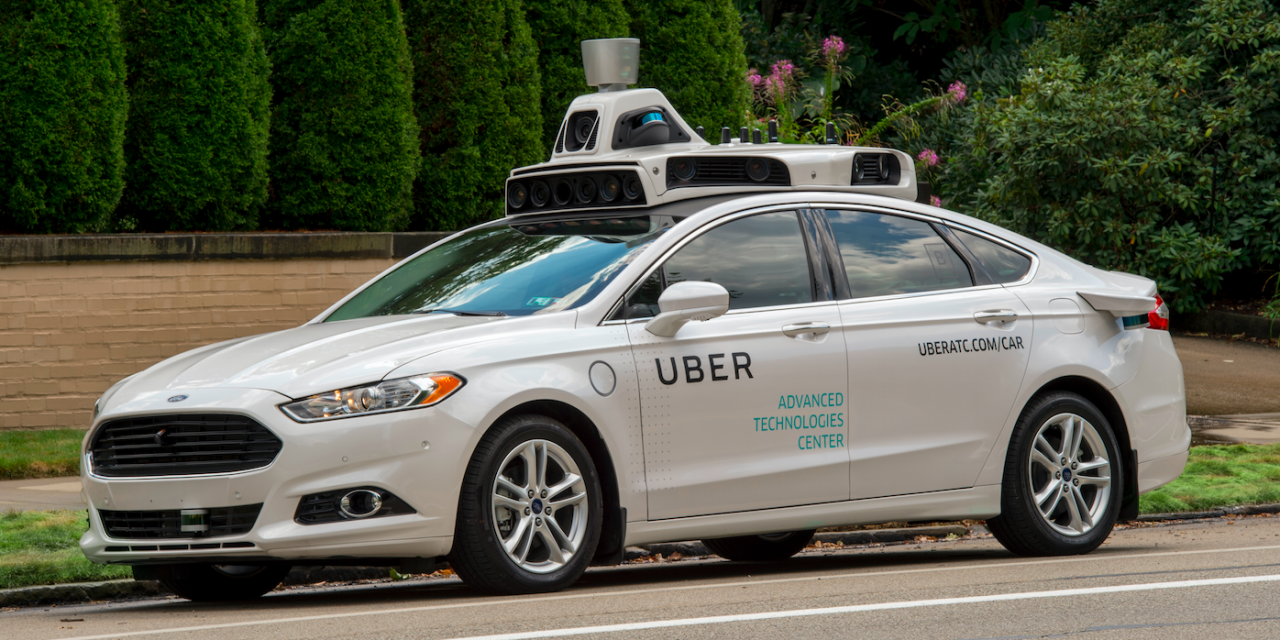 UBER
ADVANCED
TECHNOLOGIES
CENTER
UBERATC.COM/CAR